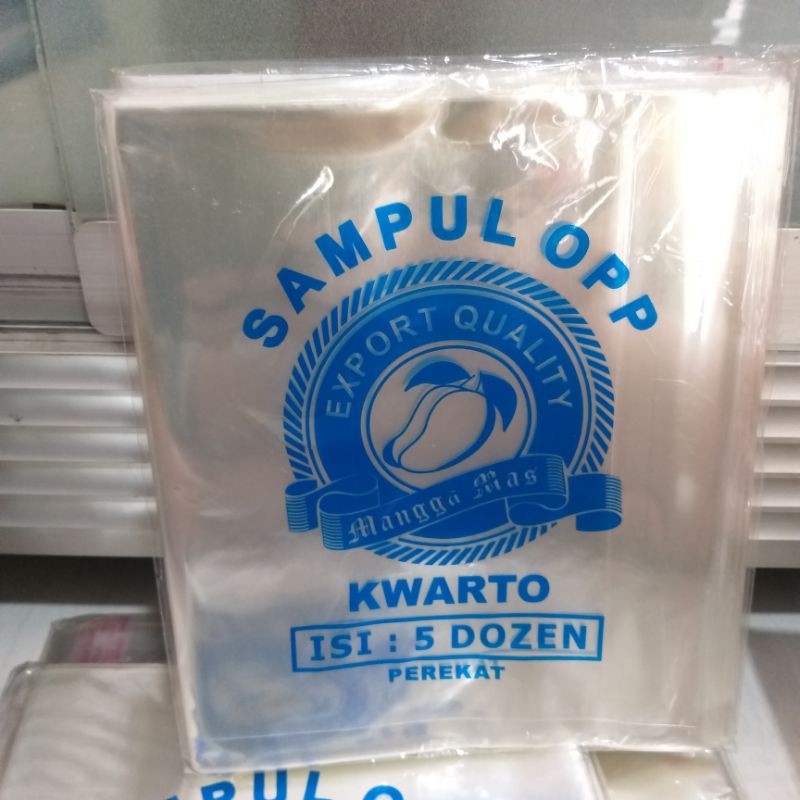 SAMPUL OPP
EXPORT QUALITY
Mangga Mas
KWARTO
ISI : 5 DOZEN
PEREKAT